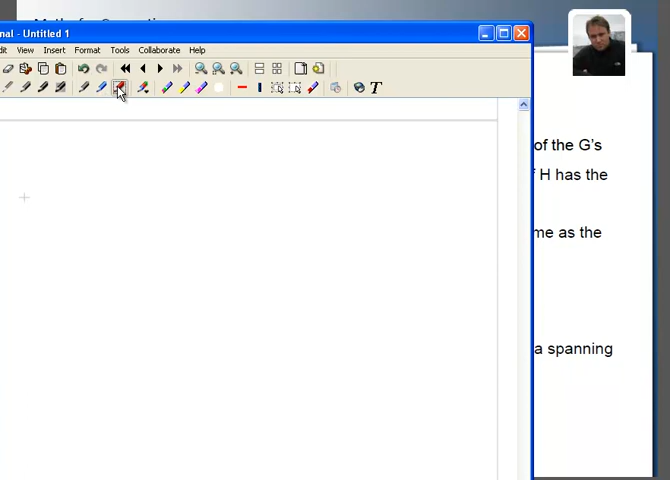 nal - Untitled 1
dit View Insert Format Tools Collaborate Help
T
of the G's
H has the
me as the
a spanning